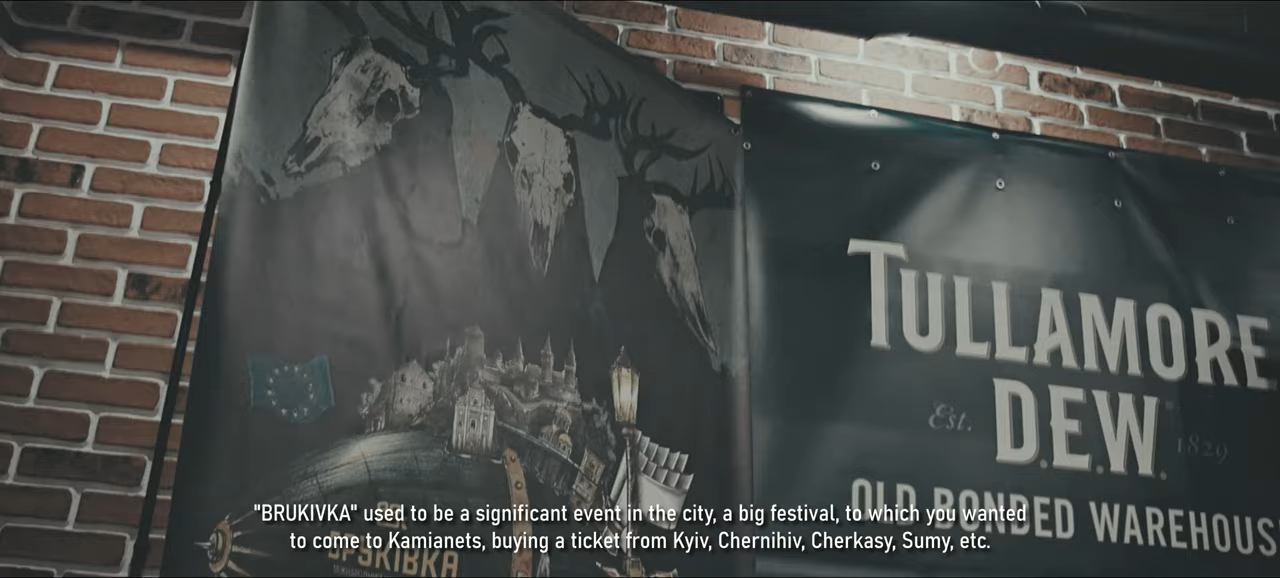 TULLAMORE
D.E.W.
Est. 1829
OLD BONDED WAREHOUS
"BRUKIVKA" used to be a significant event in the city, a big festival, to which you wanted
to come to Kamianets, buying a ticket from Kyiv, Chernihiv, Cherkasy, Sumy, etc.